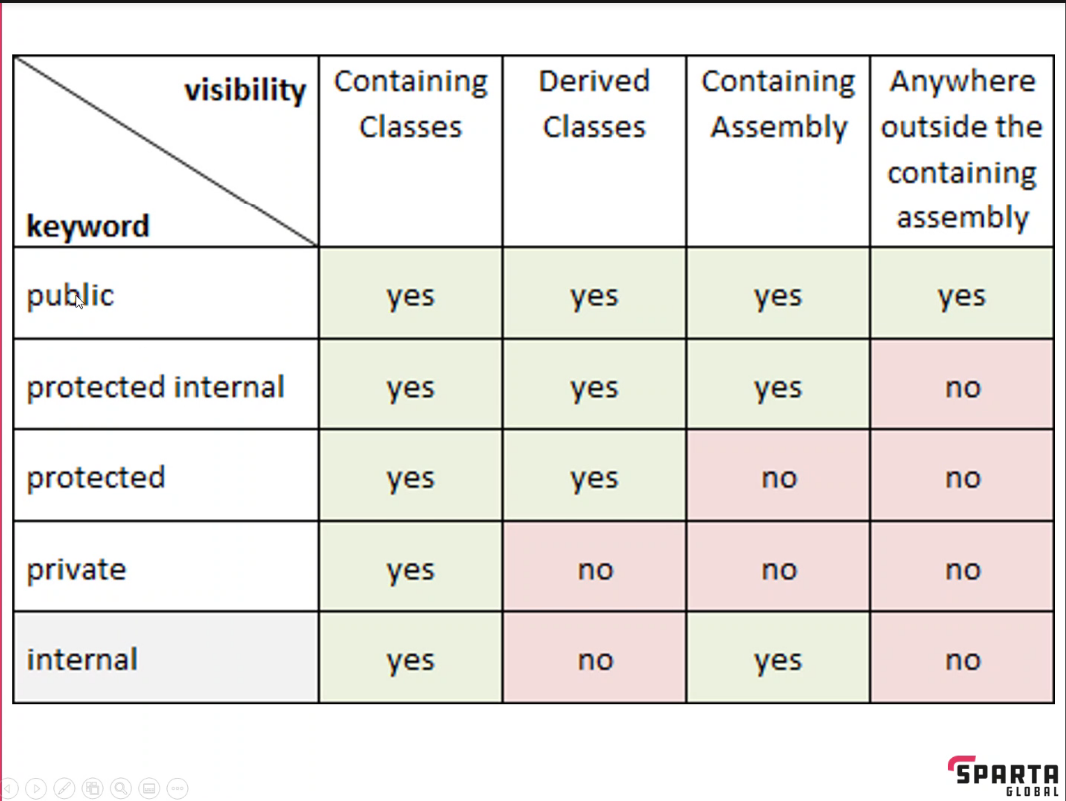 visibility
keyword
Containing
Classes
Derived
Classes
Containing
Assembly
Anywhere
outside the
containing
assembly
public yes yes yes yes
protected internal yes yes yes no
protected yes yes no no
private yes no no no
internal yes no yes no
SPARTA
GLOBAL